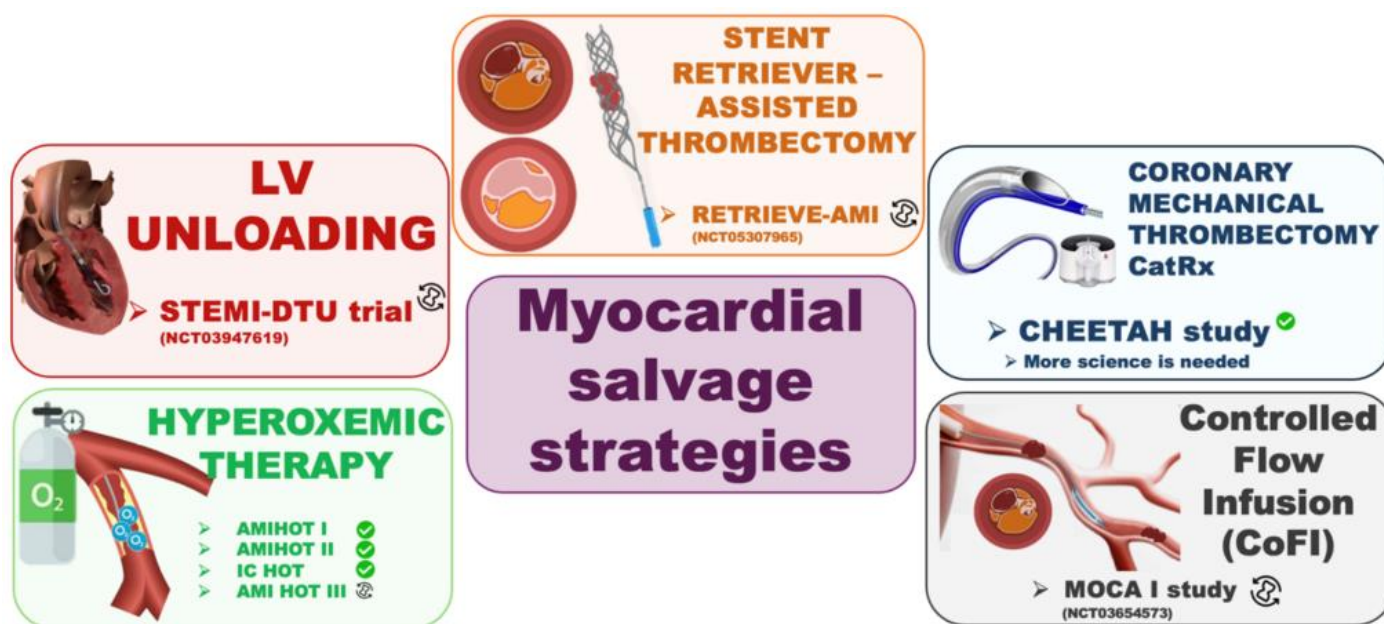 STENT
RETRIEVER –
ASSISTED
THROMBECTOMY
➢ RETRIEVE-AMI
(NCT05307965)
LV
UNLOADING
➢ STEMI-DTU trial
(NCT03947619)
CORONARY
MECHANICAL
THROMBECTOMY
CatRx
➢ CHEETAH study
➢ More science is needed
Myocardial
salvage
strategies
HYPEROXEMIC
THERAPY
O2
➢ AMIHOT I
➢ AMIHOT II
➢ IC HOT
➢ AMI HOT III
Controlled
Flow
Infusion
(CoFI)
➢ MOCA I study
(NCT03654573)